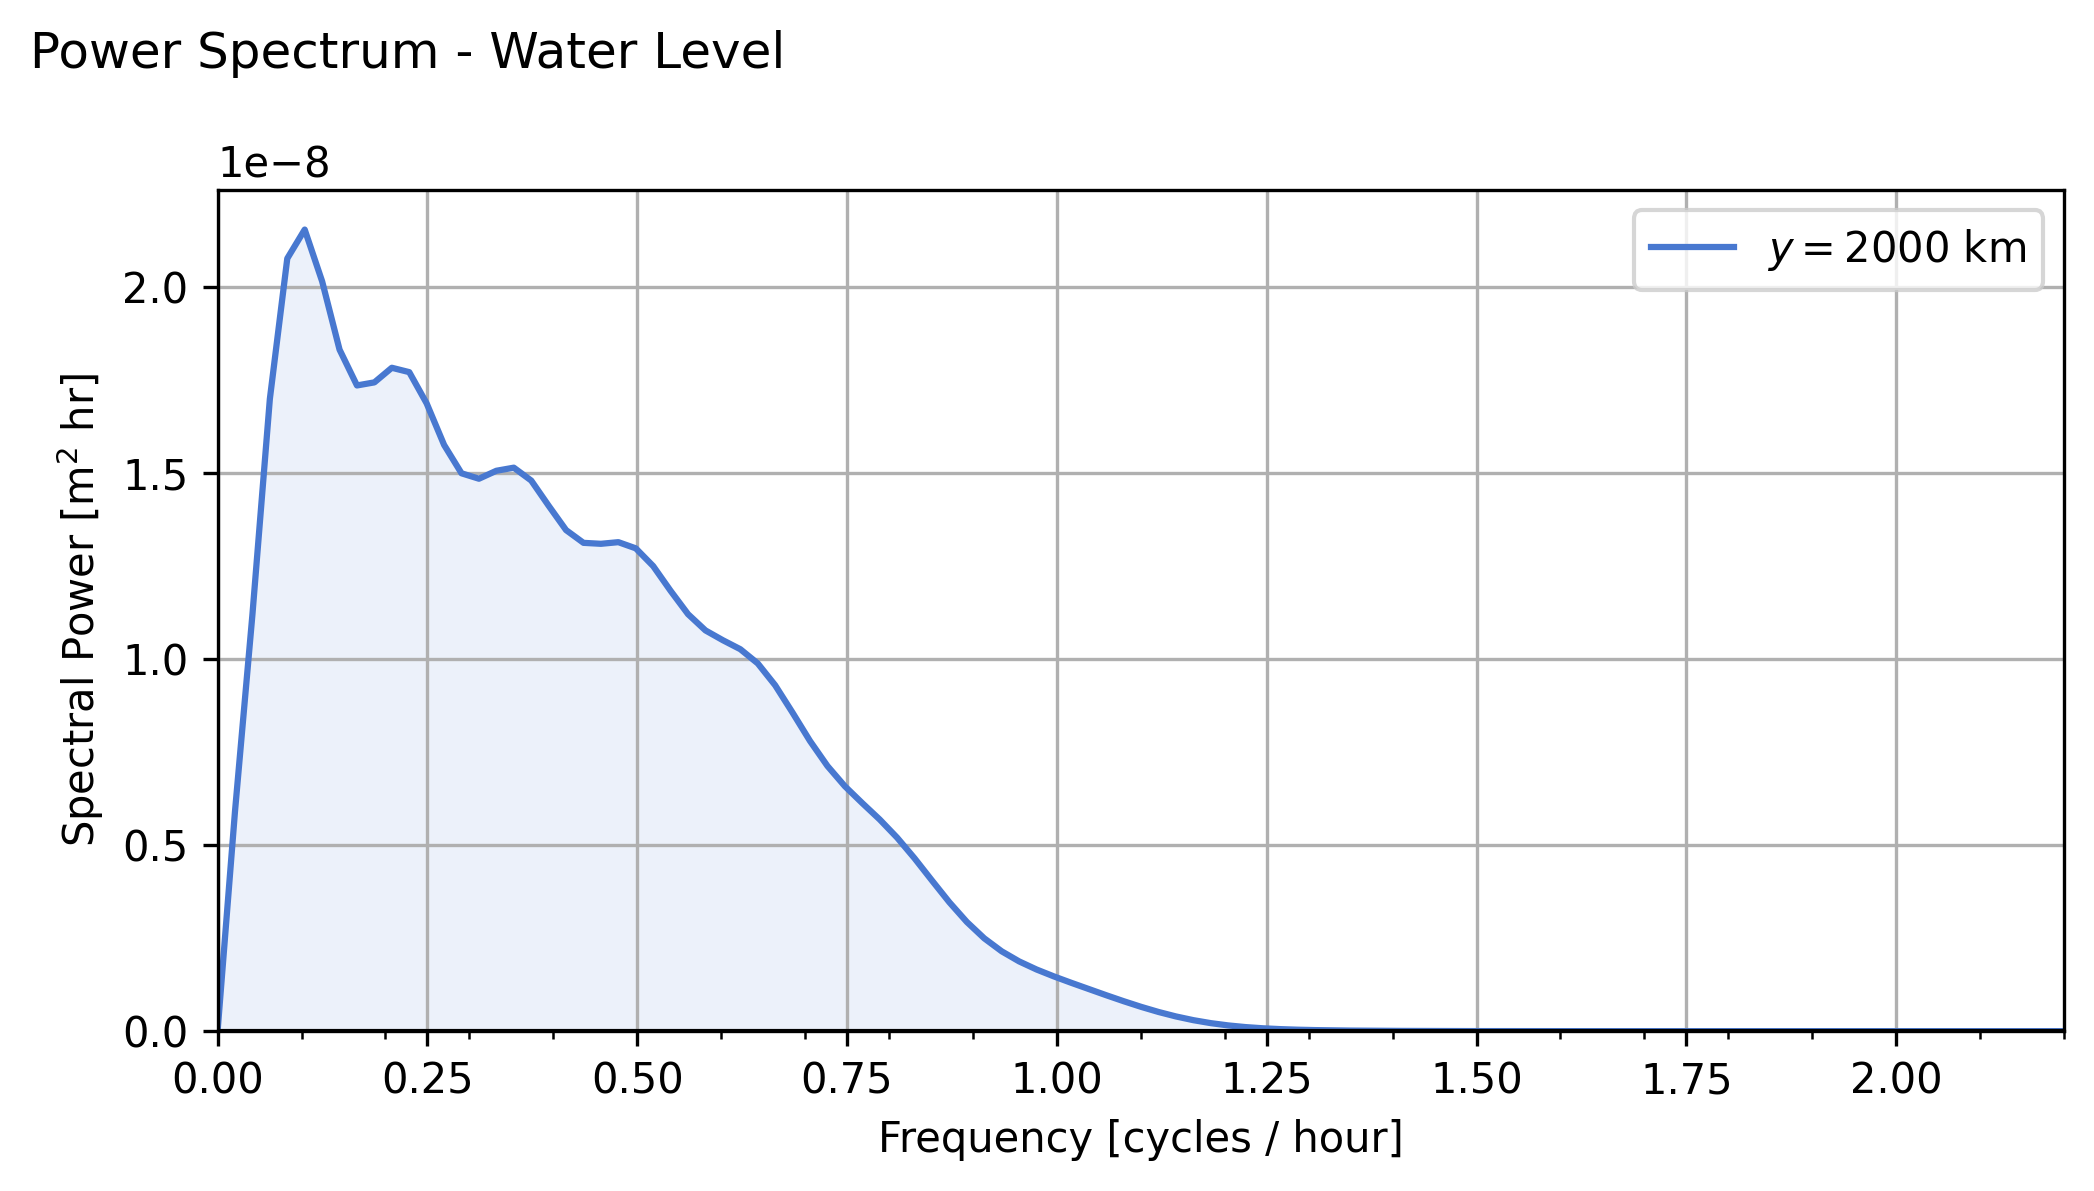 Power Spectrum - Water Level
1e−8
y = 2000 km
2.0
1.5
1.0
0.5
0.0
Spectral Power [m² hr]
0.00 0.25 0.50 0.75 1.00 1.25 1.50 1.75 2.00
Frequency [cycles / hour]